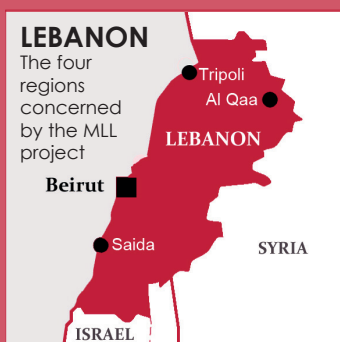 LEBANON
The four
regions
concerned
by the MLL
project
Tripoli
Al Qaa
LEBANON
Beirut
Saida
SYRIA
ISRAEL